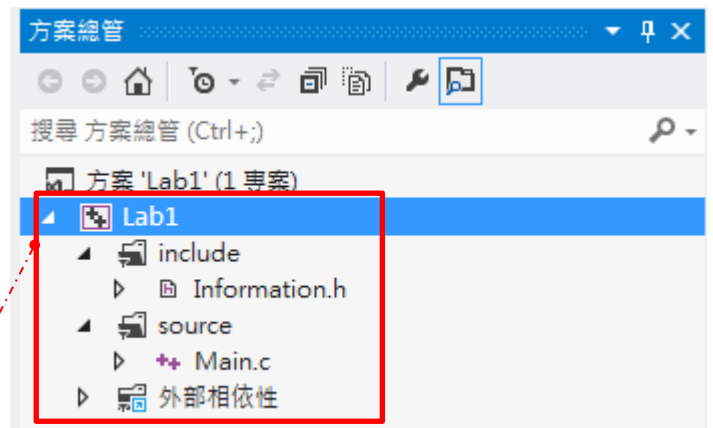 方案總管
搜尋 方案總管 (Ctrl+;)
方案 'Lab1' (1 專案)
Lab1
include
Information.h
source
Main.c
外部相依性